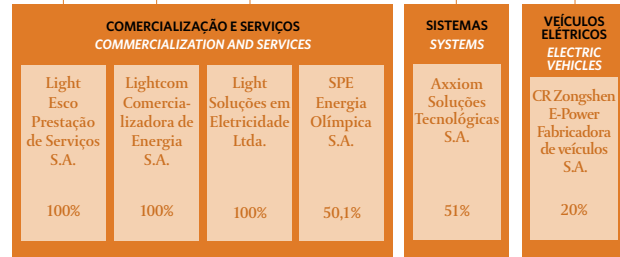 COMERCIALIZAÇÃO E SERVIÇOS
COMMERCIALIZATION AND SERVICES
Light
Esco
Prestação
de Serviços
S.A.
100%
Lightcom
Comercia-
lizadora de
Energia
S.A.
100%
Light
Soluções em
Eletricidade
Ltda.
100%
SPE
Energia
Olímpica
S.A.
50,1%
SISTEMAS
SYSTEMS
Axxiom
Soluções
Tecnológicas
S.A.
51%
VEÍCULOS
ELÉTRICOS
ELECTRIC
VEHICLES
CR Zongshen
E-Power
Fabricadora
de veículos
S.A.
20%